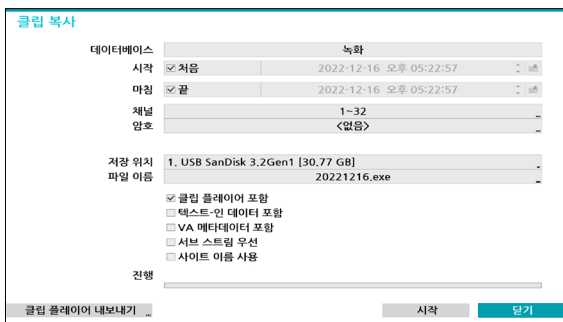 클립 복사
데이터베이스 녹화
시작 처음 2022-12-16 오후 05:22:57
마침 끝 2022-12-16 오후 05:22:57
채널 1~32 ...
암호 <없음> ...
저장 위치 1. USB SanDisk 3.2Gen1 [30.77 GB]
파일 이름 20221216.exe ...
클립 플레이어 포함
텍스트-인 데이터 포함
VA 메타데이터 포함
서브 스트림 우선
사이트 이름 사용
진행
클립 플레이어 내보내기 ... 시작 닫기